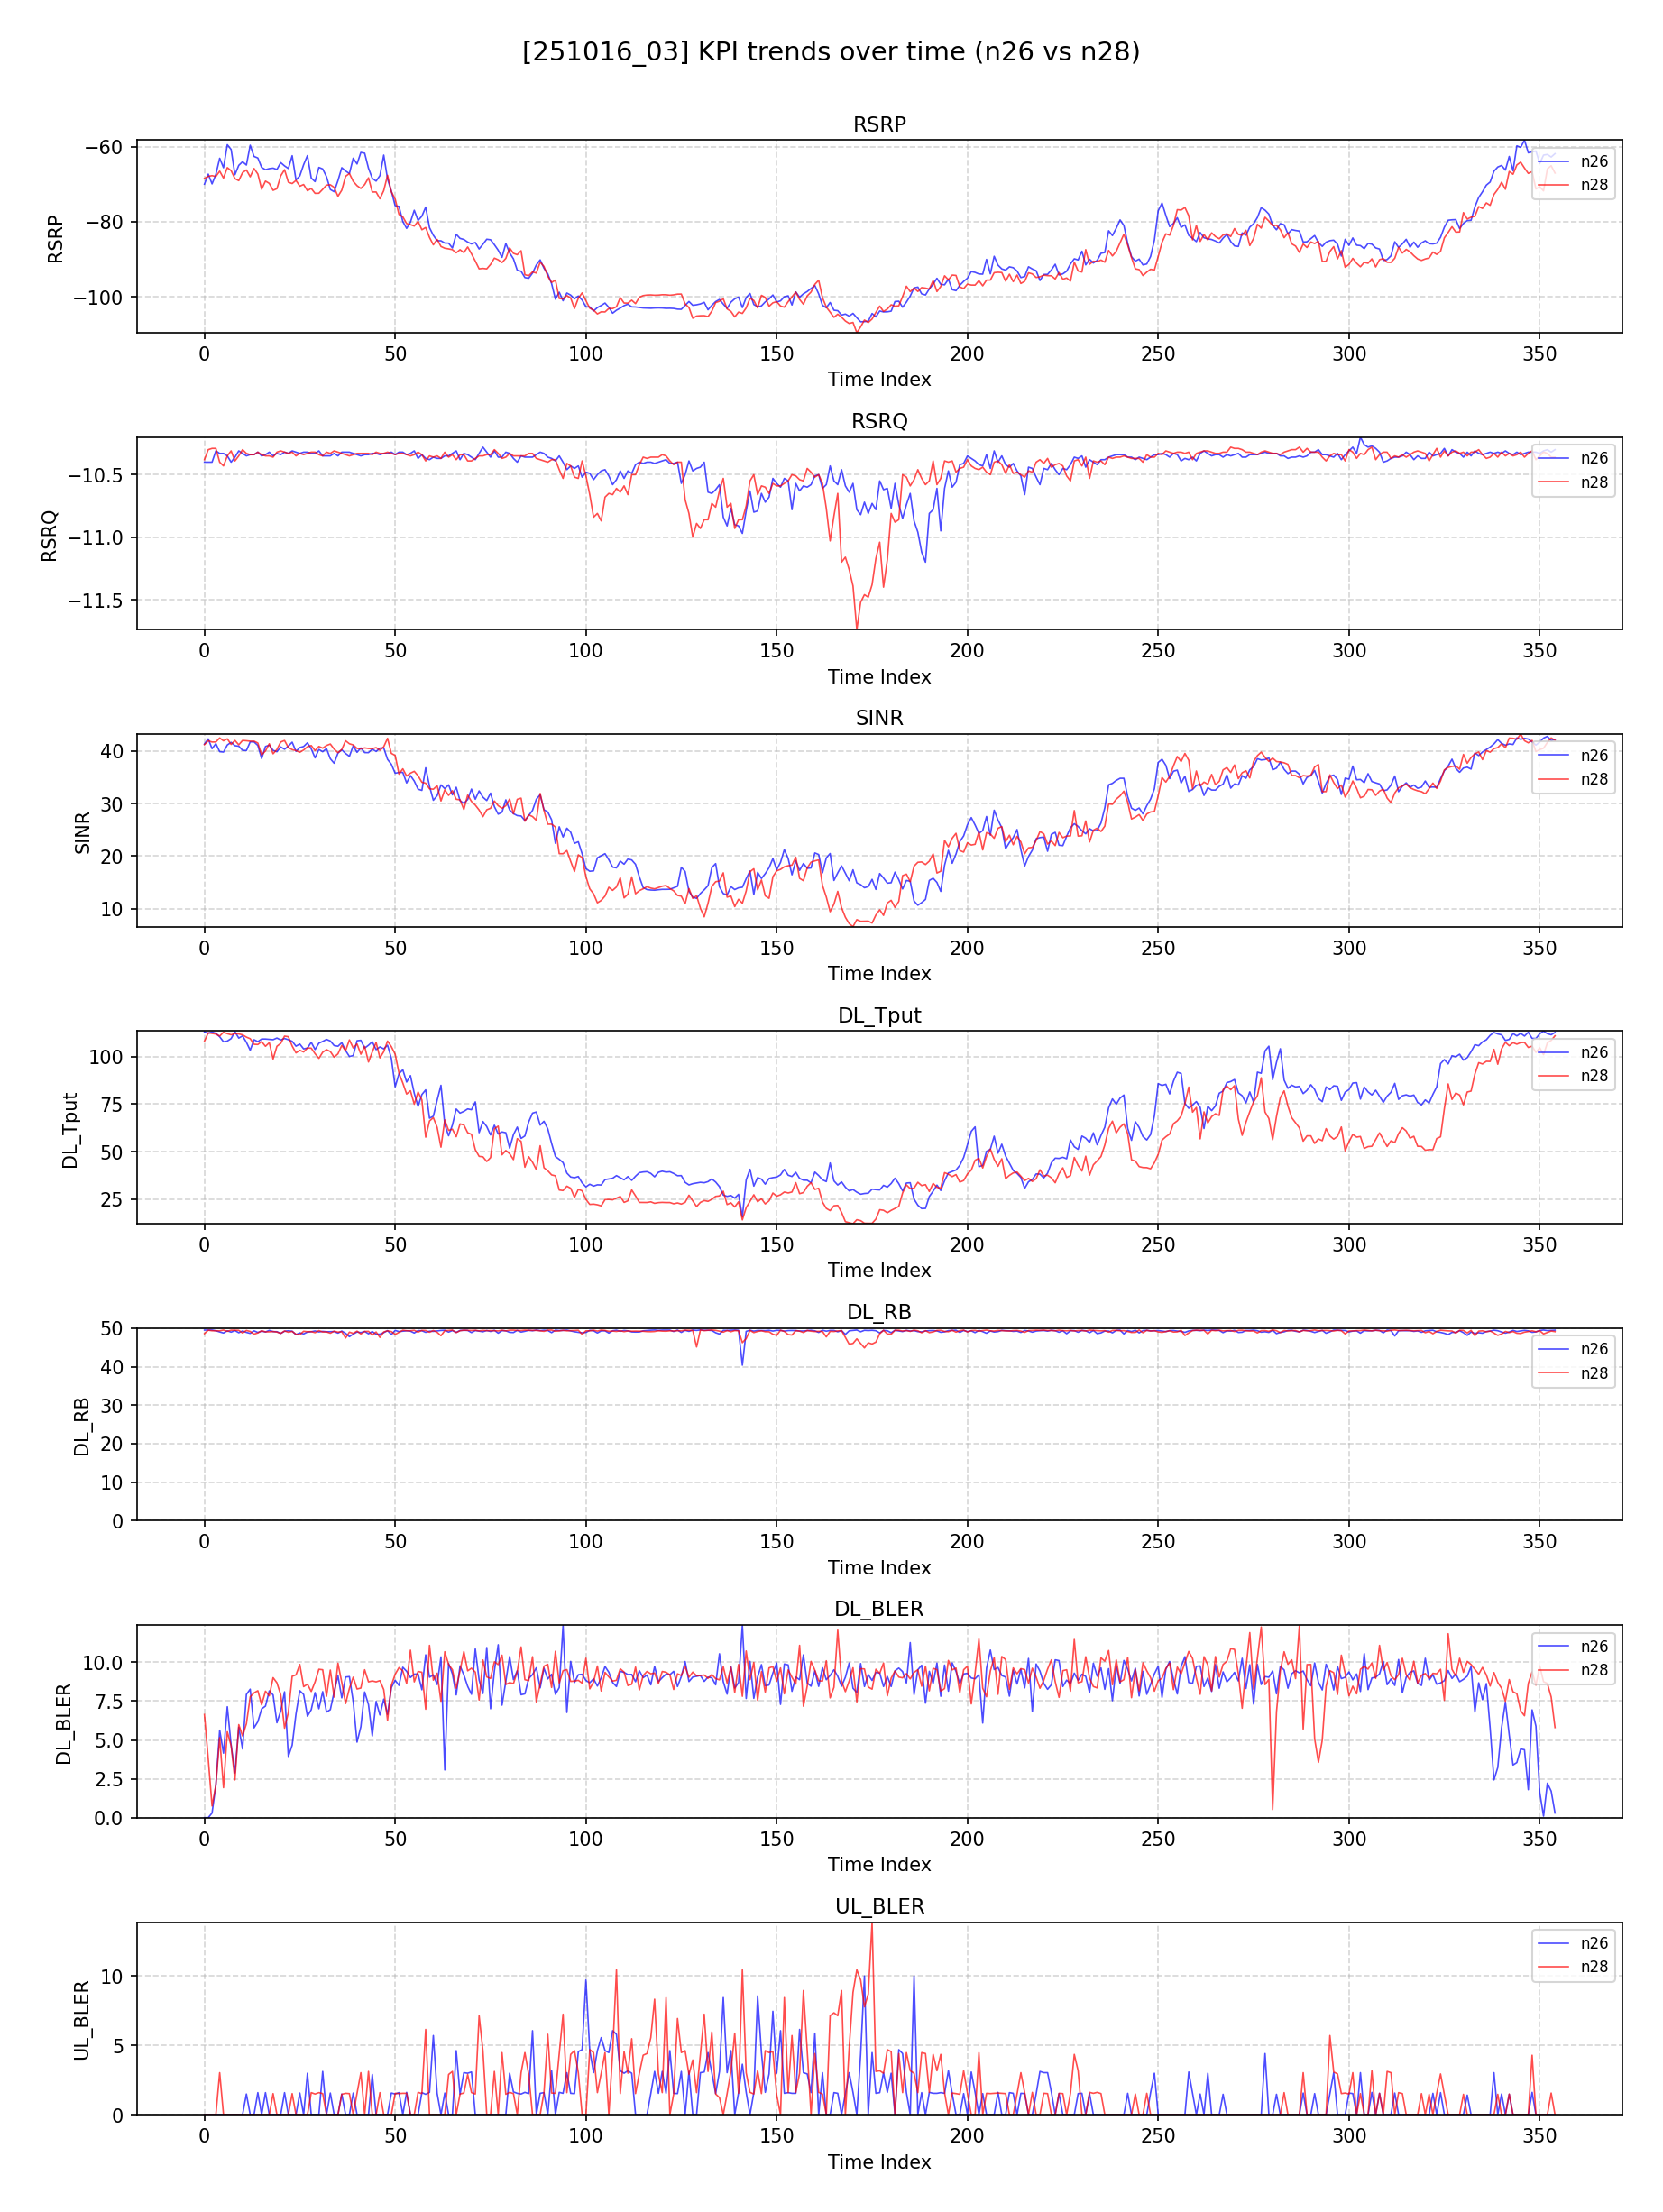 [251016_03] KPI trends over time (n26 vs n28)
RSRP
RSRP
−60
−80
−100
n26
n28
0 50 100 150 200 250 300 350
Time Index
RSRQ
RSRQ
−10.5
−11.0
−11.5
n26
n28
0 50 100 150 200 250 300 350
Time Index
SINR
SINR
40
30
20
10
n26
n28
0 50 100 150 200 250 300 350
Time Index
DL_Tput
DL_Tput
100
75
50
25
n26
n28
0 50 100 150 200 250 300 350
Time Index
DL_RB
DL_RB
50
40
30
20
10
0
n26
n28
0 50 100 150 200 250 300 350
Time Index
DL_BLER
DL_BLER
10.0
7.5
5.0
2.5
0.0
n26
n28
0 50 100 150 200 250 300 350
Time Index
UL_BLER
UL_BLER
10
5
0
n26
n28
0 50 100 150 200 250 300 350
Time Index